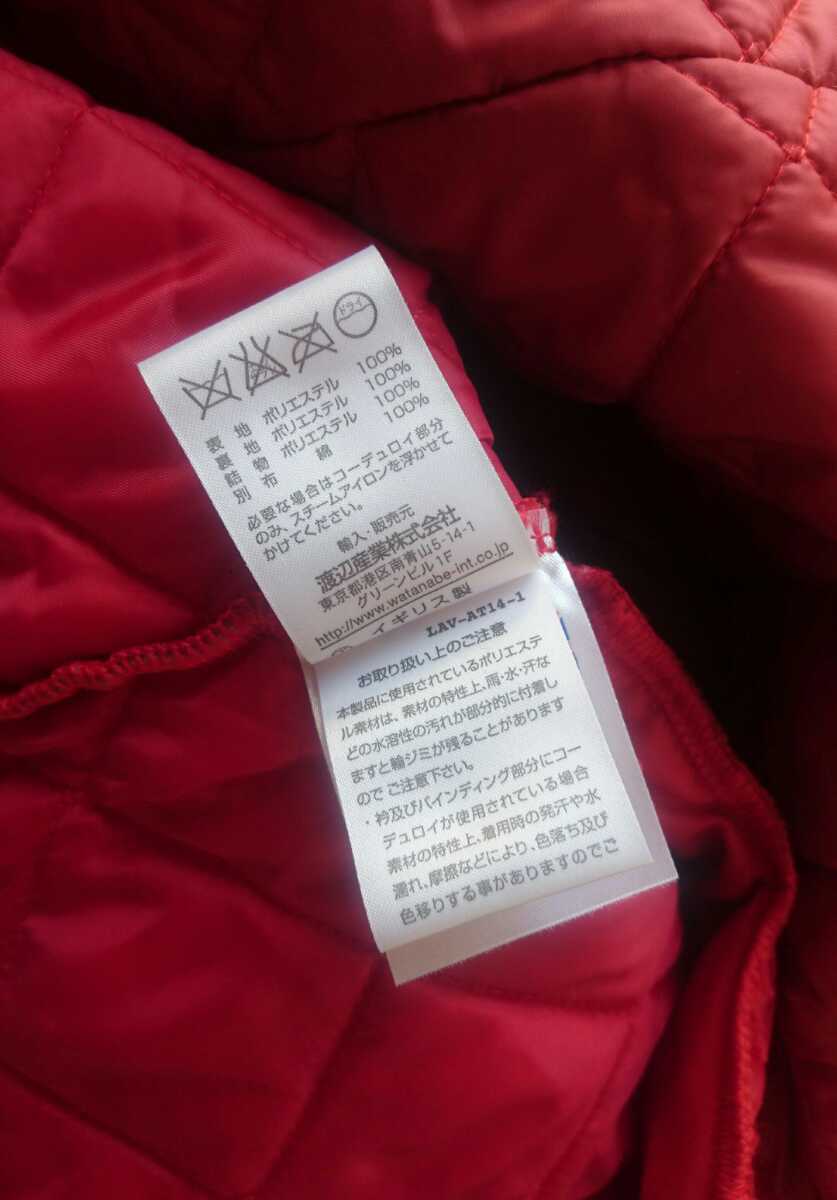 ドライ
表 地 ポリエステル 100%
裏 地 ポリエステル 100%
詰 物 ポリエステル 100%
別 布 綿 100%
必要な場合はコーデュロイ部分
のみ、スチームアイロンを浮かせて
かけてください。
輸入・販売元
渡辺産業株式会社
東京都港区南青山5-14-1
グリーンビル1F
http://www.watanabe-int.co.jp
イギリス製
LAV-AT14-1
お取り扱い上のご注意
本製品に使用されているポリエステ
ル素材は、素材の特性上、雨・水・汗な
どの水溶性の汚れが部分的に付着し
ますと輪ジミが残ることがあります
ので ご注意下さい。
・衿及びバインディング部分にコー
デュロイが使用されている場合
素材の特性上、着用時の発汗や水
濡れ、摩擦などにより、色落ち及び
色移りする事がありますのでご